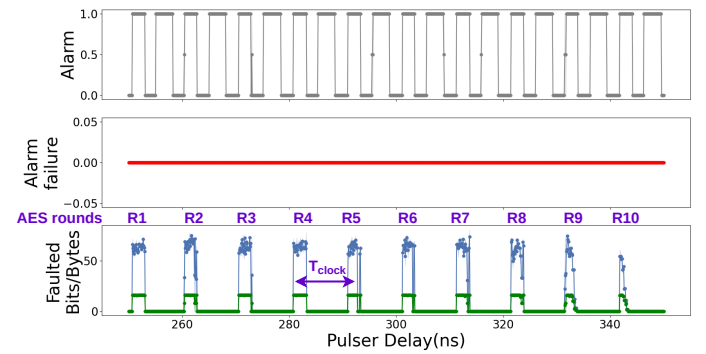 1.0
Alarm
0.5
0.0
0.05
Alarm failure
0.00
−0.05
AES rounds R1 R2 R3 R4 R5 R6 R7 R8 R9 R10
Faulted Bits/Bytes
50
Tclock
0
260 280 300 320 340
Pulser Delay(ns)